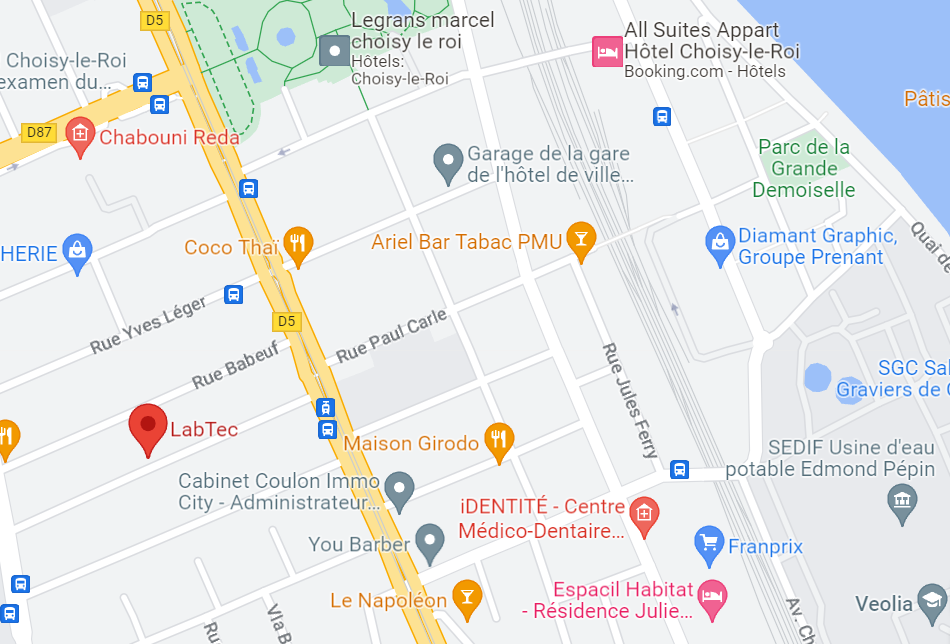 D5
Legrans marcel
choisy le roi
Hôtels:
Choisy-le-Roi
All Suites Appart
Hôtel Choisy-le-Roi
Booking.com - Hôtels
Choisy-le-Roi
examen du...
Pâtis
D87
Chabouni Reda
Garage de la gare
de l'hôtel de ville...
Parc de la
Grande
Demoiselle
HERIE
Coco Thaï
Ariel Bar Tabac PMU
Diamant Graphic,
Groupe Prenant
Quai de
Rue Yves Léger
D5
Rue Paul Carle
Rue Babeuf
Rue Jules Ferry
SGC Sal
Graviers de C
LabTec
Maison Girodo
SEDIF Usine d'eau
potable Edmond Pépin
Cabinet Coulon Immo
City - Administrateur...
iDENTITÉ - Centre
Médico-Dentaire...
You Barber
Franprix
Espacil Habitat
- Résidence Julie...
Le Napoléon
Veolia
Av. Ch
Vla B
Ru